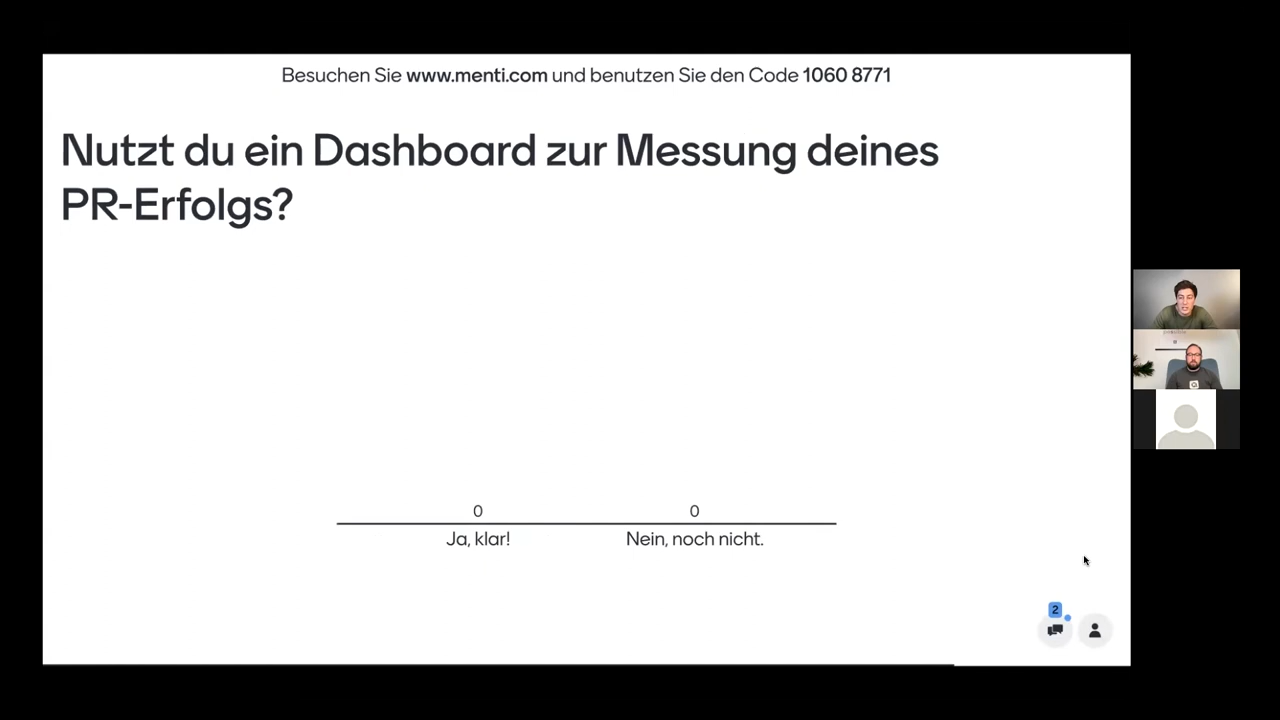 Besuchen Sie www.menti.com und benutzen Sie den Code 1060 8771
Nutzt du ein Dashboard zur Messung deines
PR-Erfolgs?
0 0
Ja, klar! Nein, noch nicht.
2